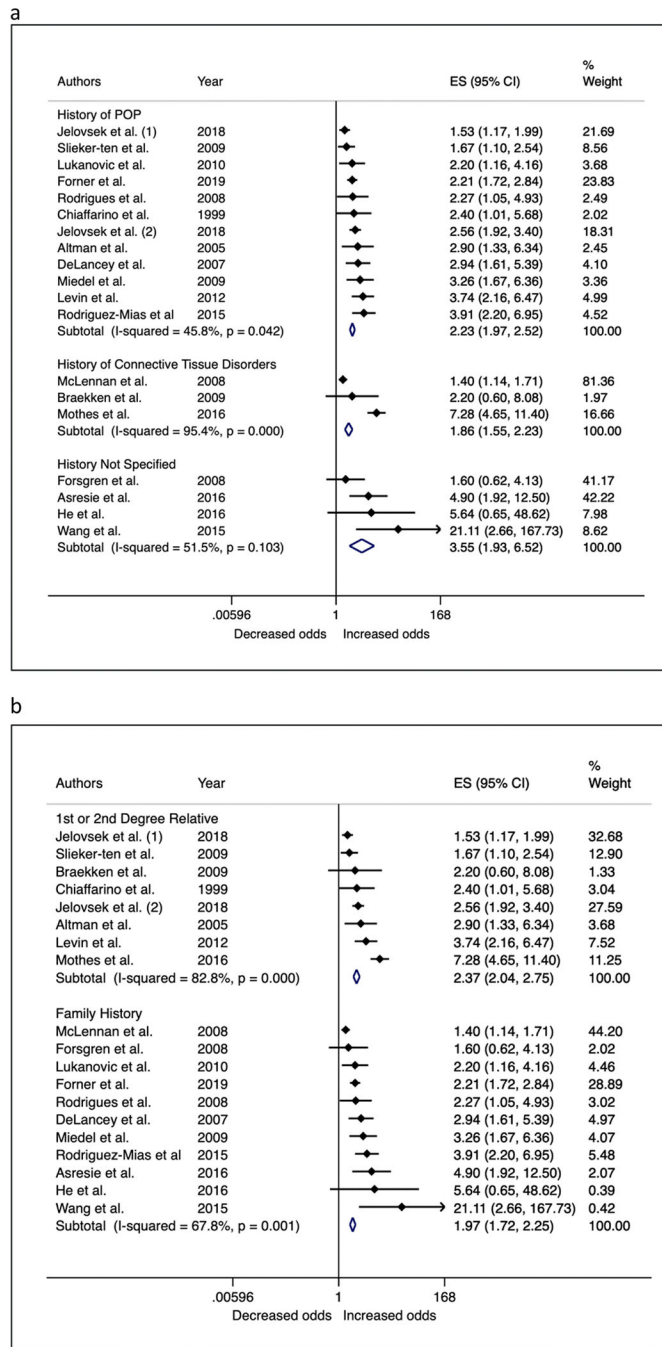 a
%
Authors Year ES (95% CI) Weight
History of POP
Jelovsek et al. (1) 2018 1.53 (1.17, 1.99) 21.69
Slieker-ten et al. 2009 1.67 (1.10, 2.54) 8.56
Lukanovic et al. 2010 2.20 (1.16, 4.16) 3.68
Forner et al. 2019 2.21 (1.72, 2.84) 23.83
Rodrigues et al. 2008 2.27 (1.05, 4.93) 2.49
Chiaffarino et al. 1999 2.40 (1.01, 5.68) 2.02
Jelovsek et al. (2) 2018 2.56 (1.92, 3.40) 18.31
Altman et al. 2005 2.90 (1.33, 6.34) 2.45
DeLancey et al. 2007 2.94 (1.61, 5.39) 4.10
Miedel et al. 2009 3.26 (1.67, 6.36) 3.36
Levin et al. 2012 3.74 (2.16, 6.47) 4.99
Rodriguez-Mias et al 2015 3.91 (2.20, 6.95) 4.52
Subtotal (I-squared = 45.8%, p = 0.042) 2.23 (1.97, 2.52) 100.00
History of Connective Tissue Disorders
McLennan et al. 2008 1.40 (1.14, 1.71) 81.36
Braekken et al. 2009 2.20 (0.60, 8.08) 1.97
Mothes et al. 2016 7.28 (4.65, 11.40) 16.66
Subtotal (I-squared = 95.4%, p = 0.000) 1.86 (1.55, 2.23) 100.00
History Not Specified
Forsgren et al. 2008 1.60 (0.62, 4.13) 41.17
Asresie et al. 2016 4.90 (1.92, 12.50) 42.22
He et al. 2016 5.64 (0.65, 48.62) 7.98
Wang et al. 2015 21.11 (2.66, 167.73) 8.62
Subtotal (I-squared = 51.5%, p = 0.103) 3.55 (1.93, 6.52) 100.00
.00596 1 168
Decreased odds Increased odds
b
%
Authors Year ES (95% CI) Weight
1st or 2nd Degree Relative
Jelovsek et al. (1) 2018 1.53 (1.17, 1.99) 32.68
Slieker-ten et al. 2009 1.67 (1.10, 2.54) 12.90
Braekken et al. 2009 2.20 (0.60, 8.08) 1.33
Chiaffarino et al. 1999 2.40 (1.01, 5.68) 3.04
Jelovsek et al. (2) 2018 2.56 (1.92, 3.40) 27.59
Altman et al. 2005 2.90 (1.33, 6.34) 3.68
Levin et al. 2012 3.74 (2.16, 6.47) 7.52
Mothes et al. 2016 7.28 (4.65, 11.40) 11.25
Subtotal (I-squared = 82.8%, p = 0.000) 2.37 (2.04, 2.75) 100.00
Family History
McLennan et al. 2008 1.40 (1.14, 1.71) 44.20
Forsgren et al. 2008 1.60 (0.62, 4.13) 2.02
Lukanovic et al. 2010 2.20 (1.16, 4.16) 4.46
Forner et al. 2019 2.21 (1.72, 2.84) 28.89
Rodrigues et al. 2008 2.27 (1.05, 4.93) 3.02
DeLancey et al. 2007 2.94 (1.61, 5.39) 4.97
Miedel et al. 2009 3.26 (1.67, 6.36) 4.07
Rodriguez-Mias et al 2015 3.91 (2.20, 6.95) 5.48
Asresie et al. 2016 4.90 (1.92, 12.50) 2.07
He et al. 2016 5.64 (0.65, 48.62) 0.39
Wang et al. 2015 21.11 (2.66, 167.73) 0.42
Subtotal (I-squared = 67.8%, p = 0.001) 1.97 (1.72, 2.25) 100.00
.00596 1 168
Decreased odds Increased odds